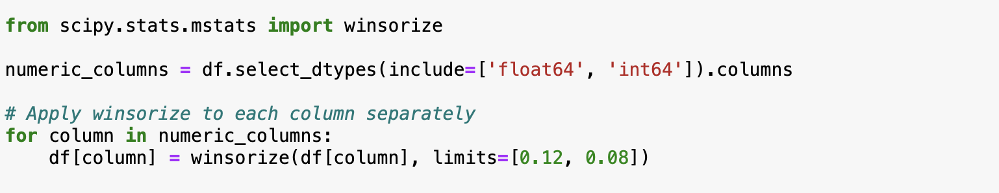 from scipy.stats.mstats import winsorize
numeric_columns = df.select_dtypes(include=['float64', 'int64']).columns
# Apply winsorize to each column separately
for column in numeric_columns:
    df[column] = winsorize(df[column], limits=[0.12, 0.08])